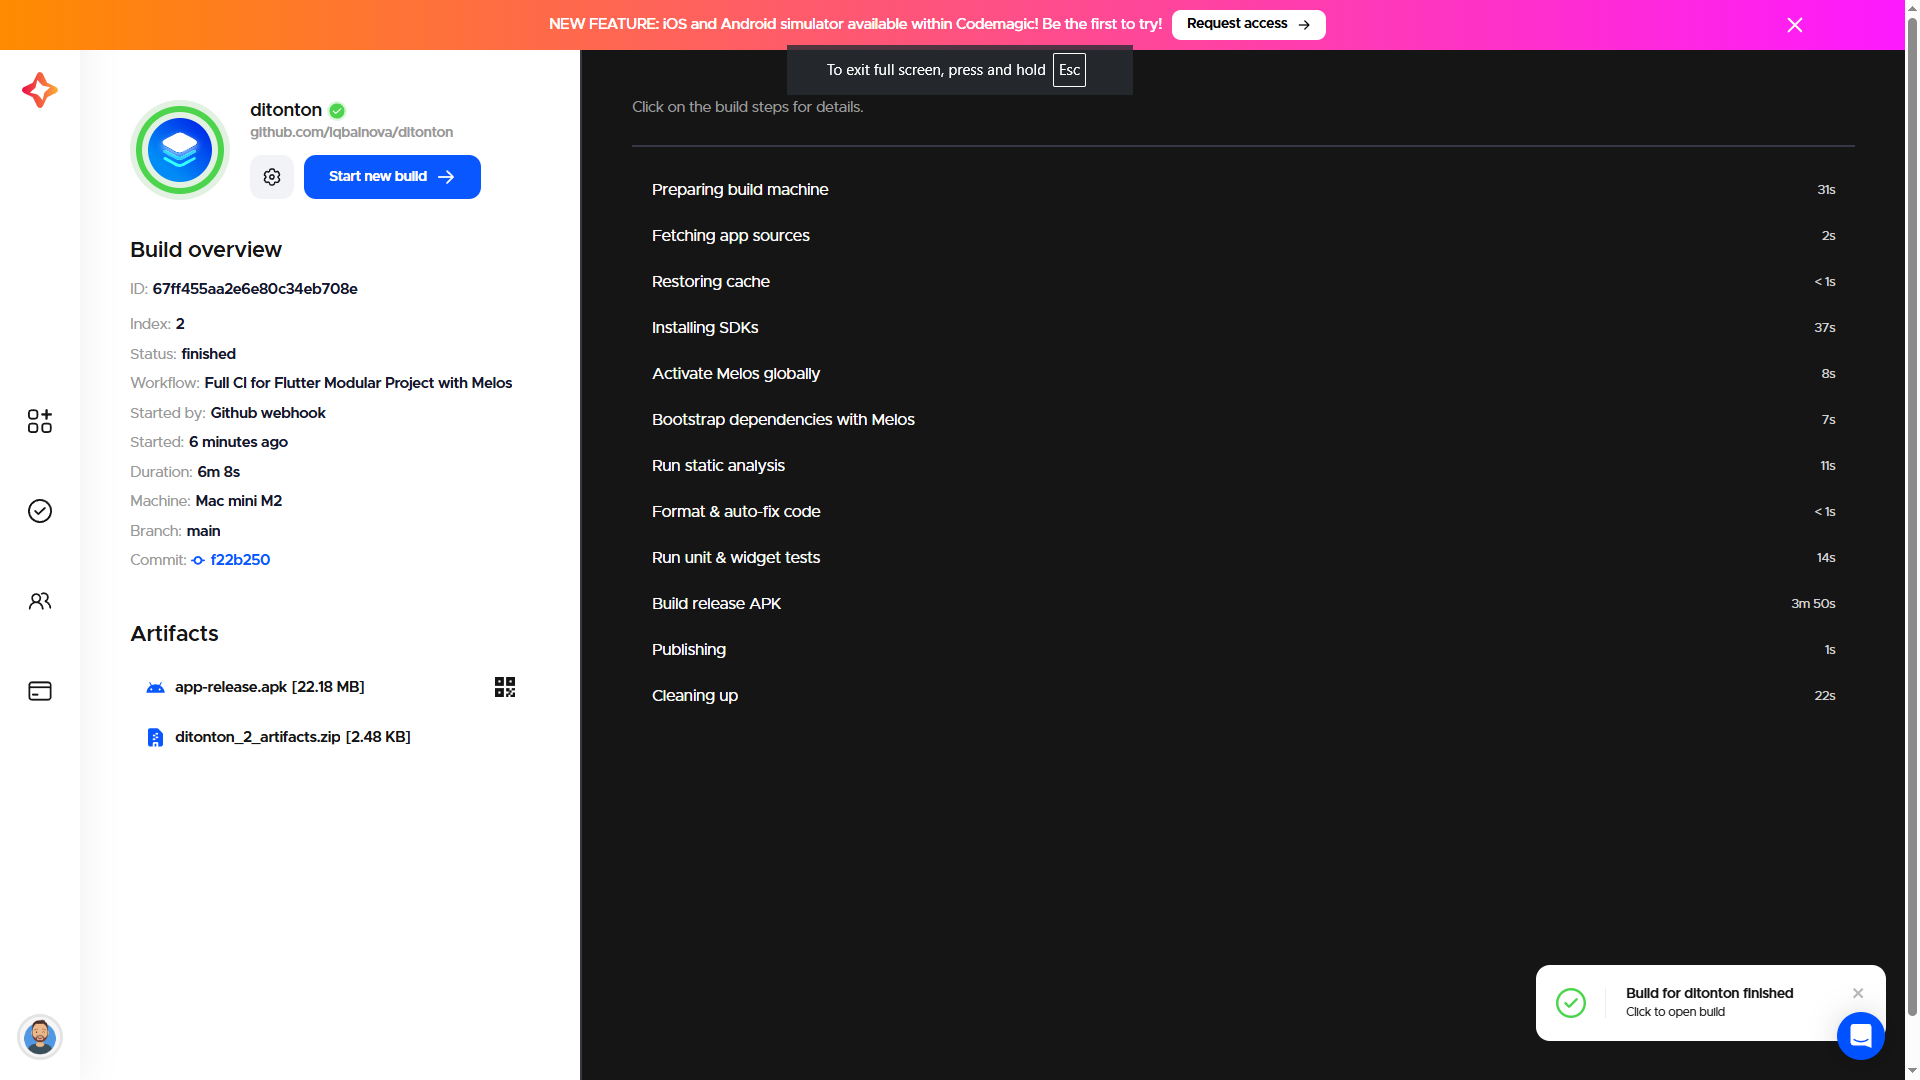 NEW FEATURE: iOS and Android simulator available within Codemagic! Be the first to try!
Request access →
To exit full screen, press and hold Esc
ditonton
github.com/iqbalnova/ditonton
Start new build →
Build overview
ID: 67ff455aa2e6e80c34eb708e
Index: 2
Status: finished
Workflow: Full CI for Flutter Modular Project with Melos
Started by: Github webhook
Started: 6 minutes ago
Duration: 6m 8s
Machine: Mac mini M2
Branch: main
Commit: f22b250
Artifacts
app-release.apk [22.18 MB]
ditonton_2_artifacts.zip [2.48 KB]
Click on the build steps for details.
Preparing build machine 31s
Fetching app sources 2s
Restoring cache < 1s
Installing SDKs 37s
Activate Melos globally 8s
Bootstrap dependencies with Melos 7s
Run static analysis 11s
Format & auto-fix code < 1s
Run unit & widget tests 14s
Build release APK 3m 50s
Publishing 1s
Cleaning up 22s
Build for ditonton finished
Click to open build